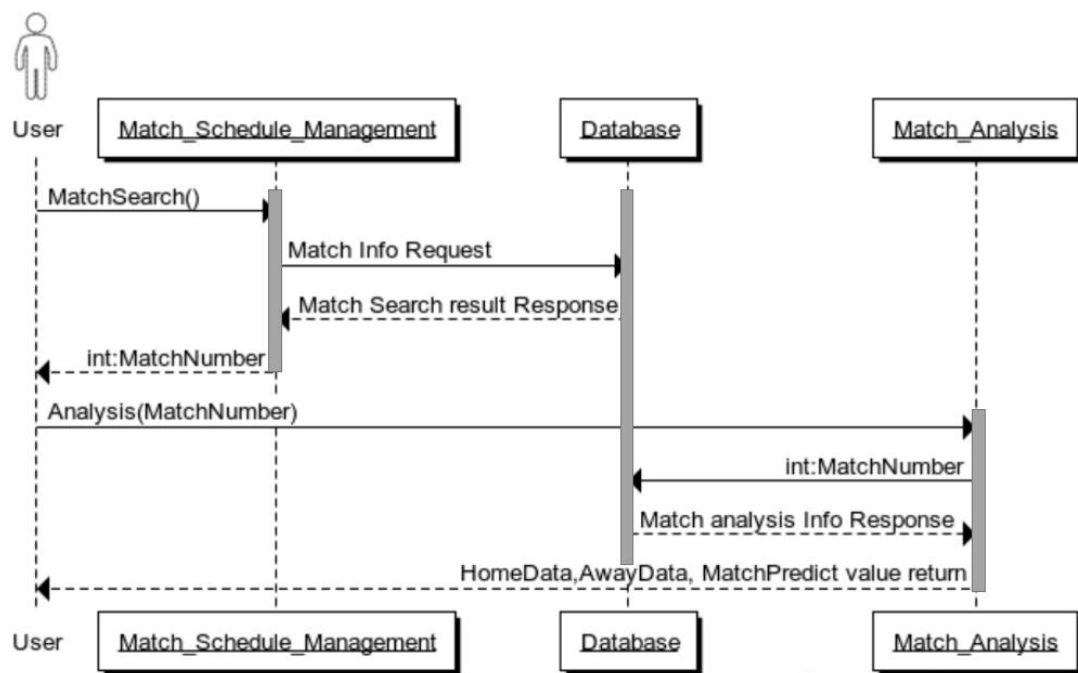 User
Match_Schedule_Management
Database
Match_Analysis
MatchSearch()
Match Info Request
Match Search result Response
int:MatchNumber
Analysis(MatchNumber)
int:MatchNumber
Match analysis Info Response
HomeData,AwayData, MatchPredict value return
User
Match_Schedule_Management
Database
Match_Analysis